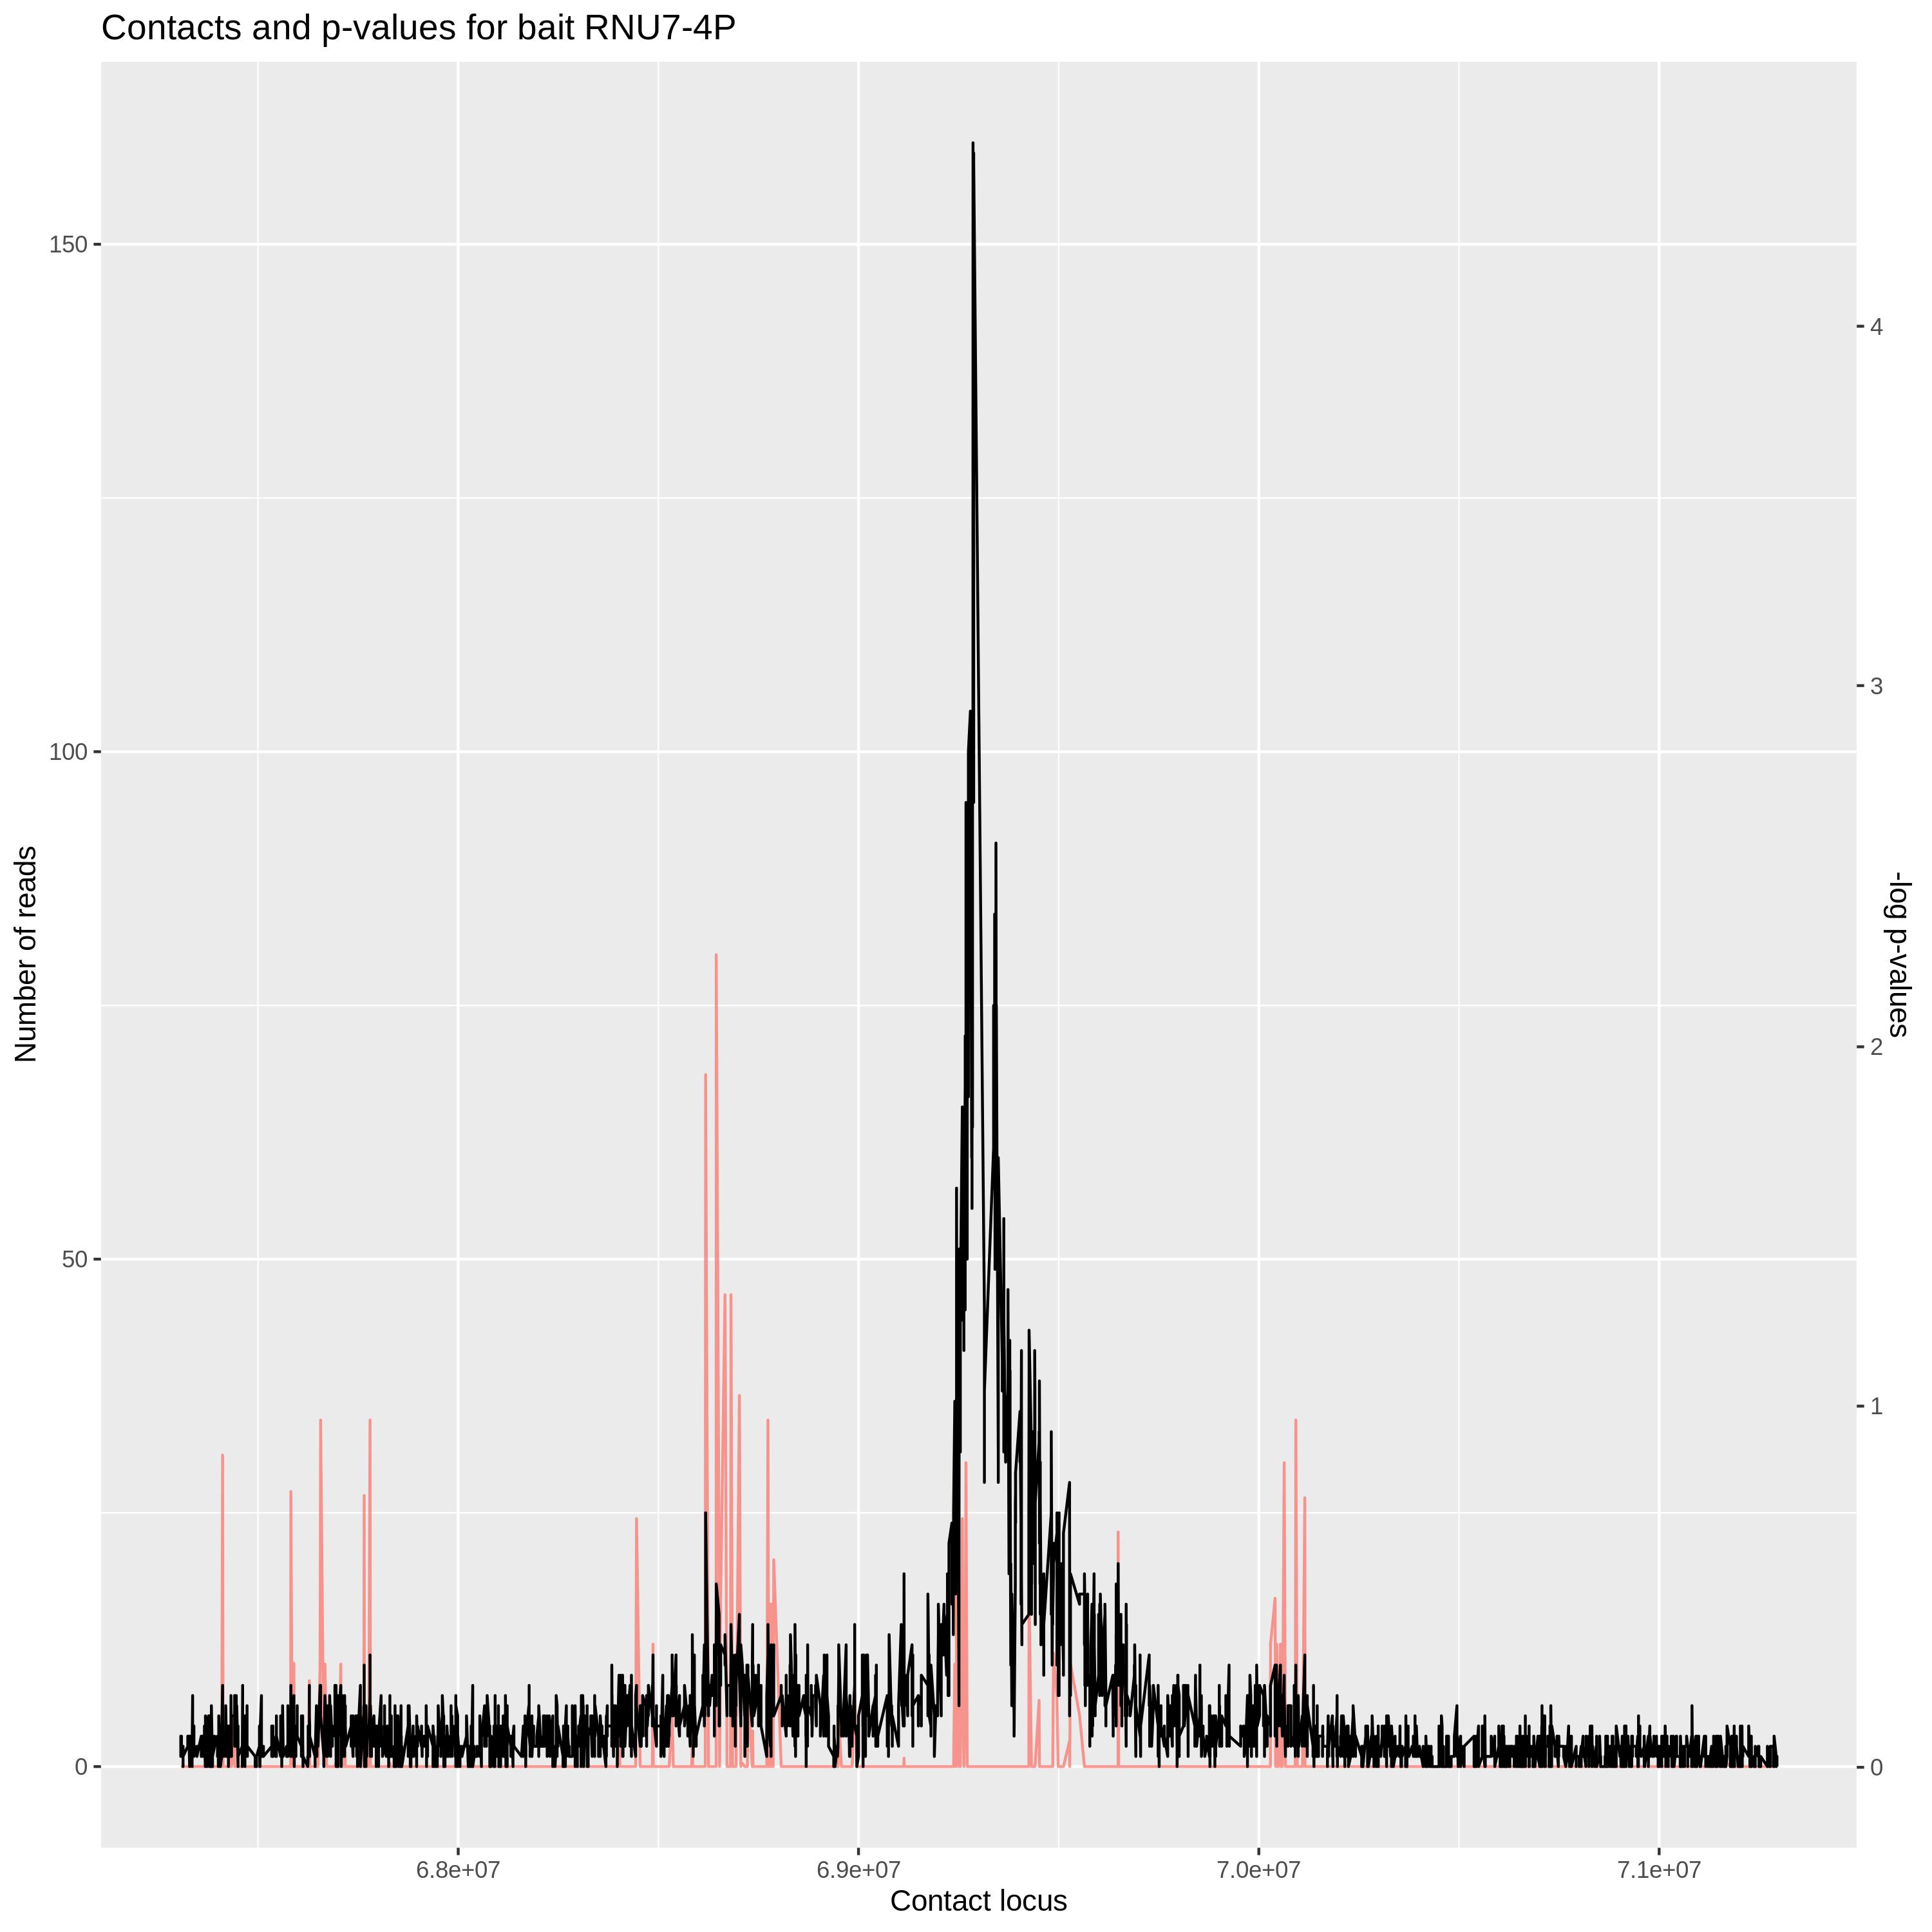 Contacts and p-values for bait RNU7-4P
150
100
50
0
Number of reads
4
3
2
1
0
-log p-values
6.8e+07
6.9e+07
7.0e+07
7.1e+07
Contact locus